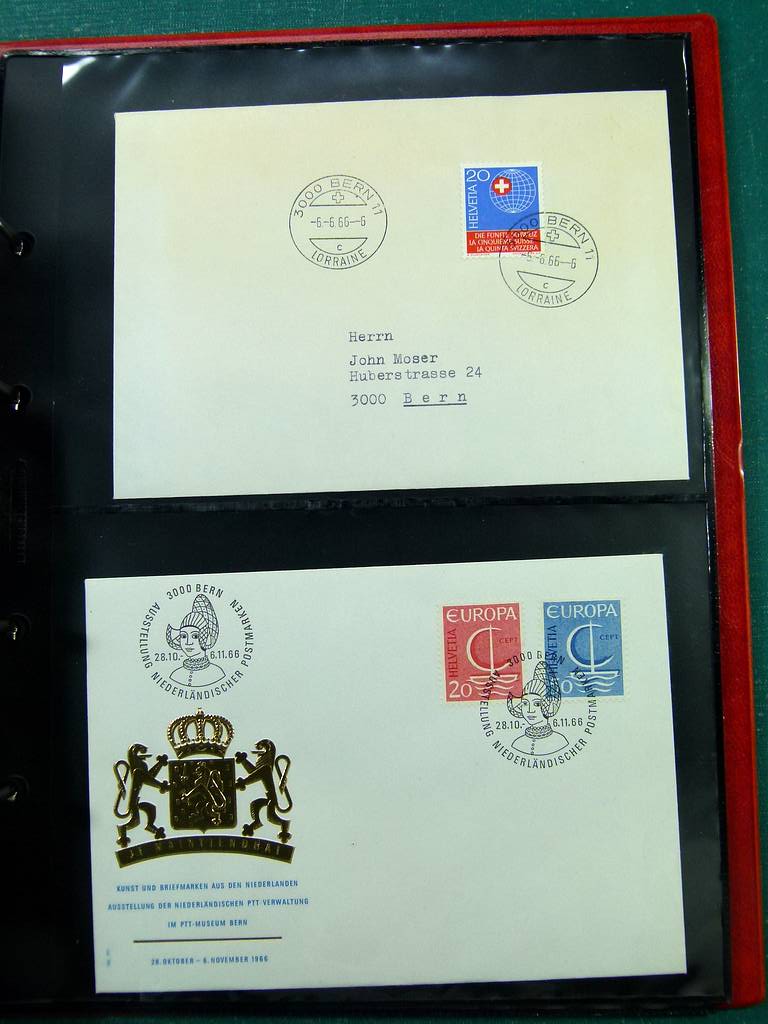 3000 BERN 11
-6.-6.66--6
c
LORRAINE
HELVETIA 20
DIE FÜNFTE SCHWEIZ
LA CINQUIÈME SUISSE
LA QUINTA SVIZZERA
3000 BERN 11
-6.-6.66--6
c
LORRAINE
Herrn
John Moser
Huberstrasse 24
3000 Bern
3000 BERN
28.10.- 6.11.66
AUSSTELLUNG NIEDERLÄNDISCHER POSTMARKEN
EUROPA
CEPT
HELVETIA
20
EUROPA
CEPT
HELVETIA
3000 BERN
28.10.- 6.11.66
AUSSTELLUNG NIEDERLÄNDISCHER POSTMARKEN
JE MAINTIENDRAI
KUNST UND BRIEFMARKEN AUS DEN NIEDERLANDEN
AUSSTELLUNG DER NIEDERLÄNDISCHEN PTT-VERWALTUNG
IM PTT-MUSEUM BERN
28. OKTOBER – 6. NOVEMBER 1966